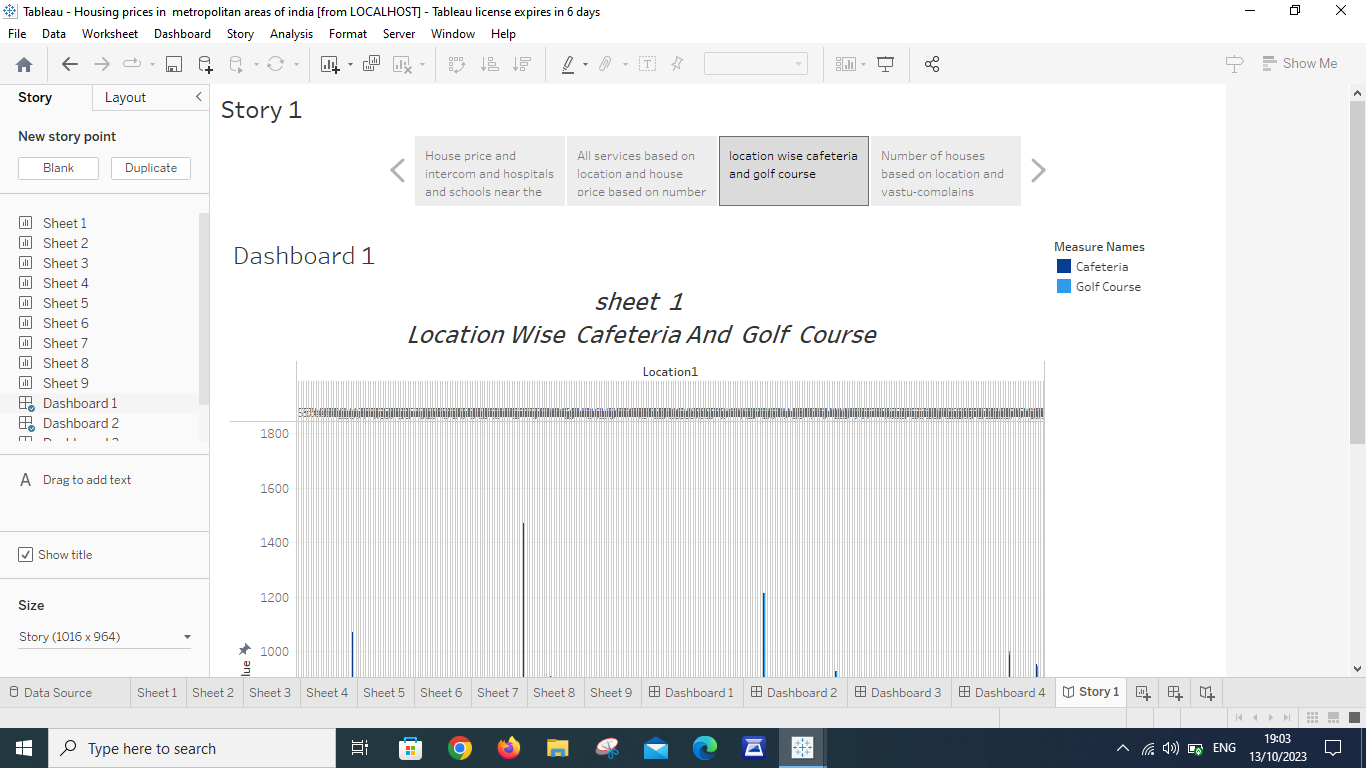 Tableau - Housing prices in  metropolitan areas of india [from LOCALHOST] - Tableau license expires in 6 days
File Data Worksheet Dashboard Story Analysis Format Server Window Help
Show Me
Story Layout
New story point
Blank Duplicate
Sheet 1
Sheet 2
Sheet 3
Sheet 4
Sheet 5
Sheet 6
Sheet 7
Sheet 8
Sheet 9
Dashboard 1
Dashboard 2
A Drag to add text
Show title
Size
Story (1016 x 964)
Story 1
House price and
intercom and hospitals
and schools near the
All services based on
location and house
price based on number
location wise cafeteria
and golf course
Number of houses
based on location and
vastu-complains
Dashboard 1
Measure Names
Cafeteria
Golf Course
sheet 1
Location Wise Cafeteria And Golf Course
Location1
1800
1600
1400
1200
1000
Data Source Sheet 1 Sheet 2 Sheet 3 Sheet 4 Sheet 5 Sheet 6 Sheet 7 Sheet 8 Sheet 9 Dashboard 1 Dashboard 2 Dashboard 3 Dashboard 4 Story 1
Type here to search
ENG
19:03
13/10/2023